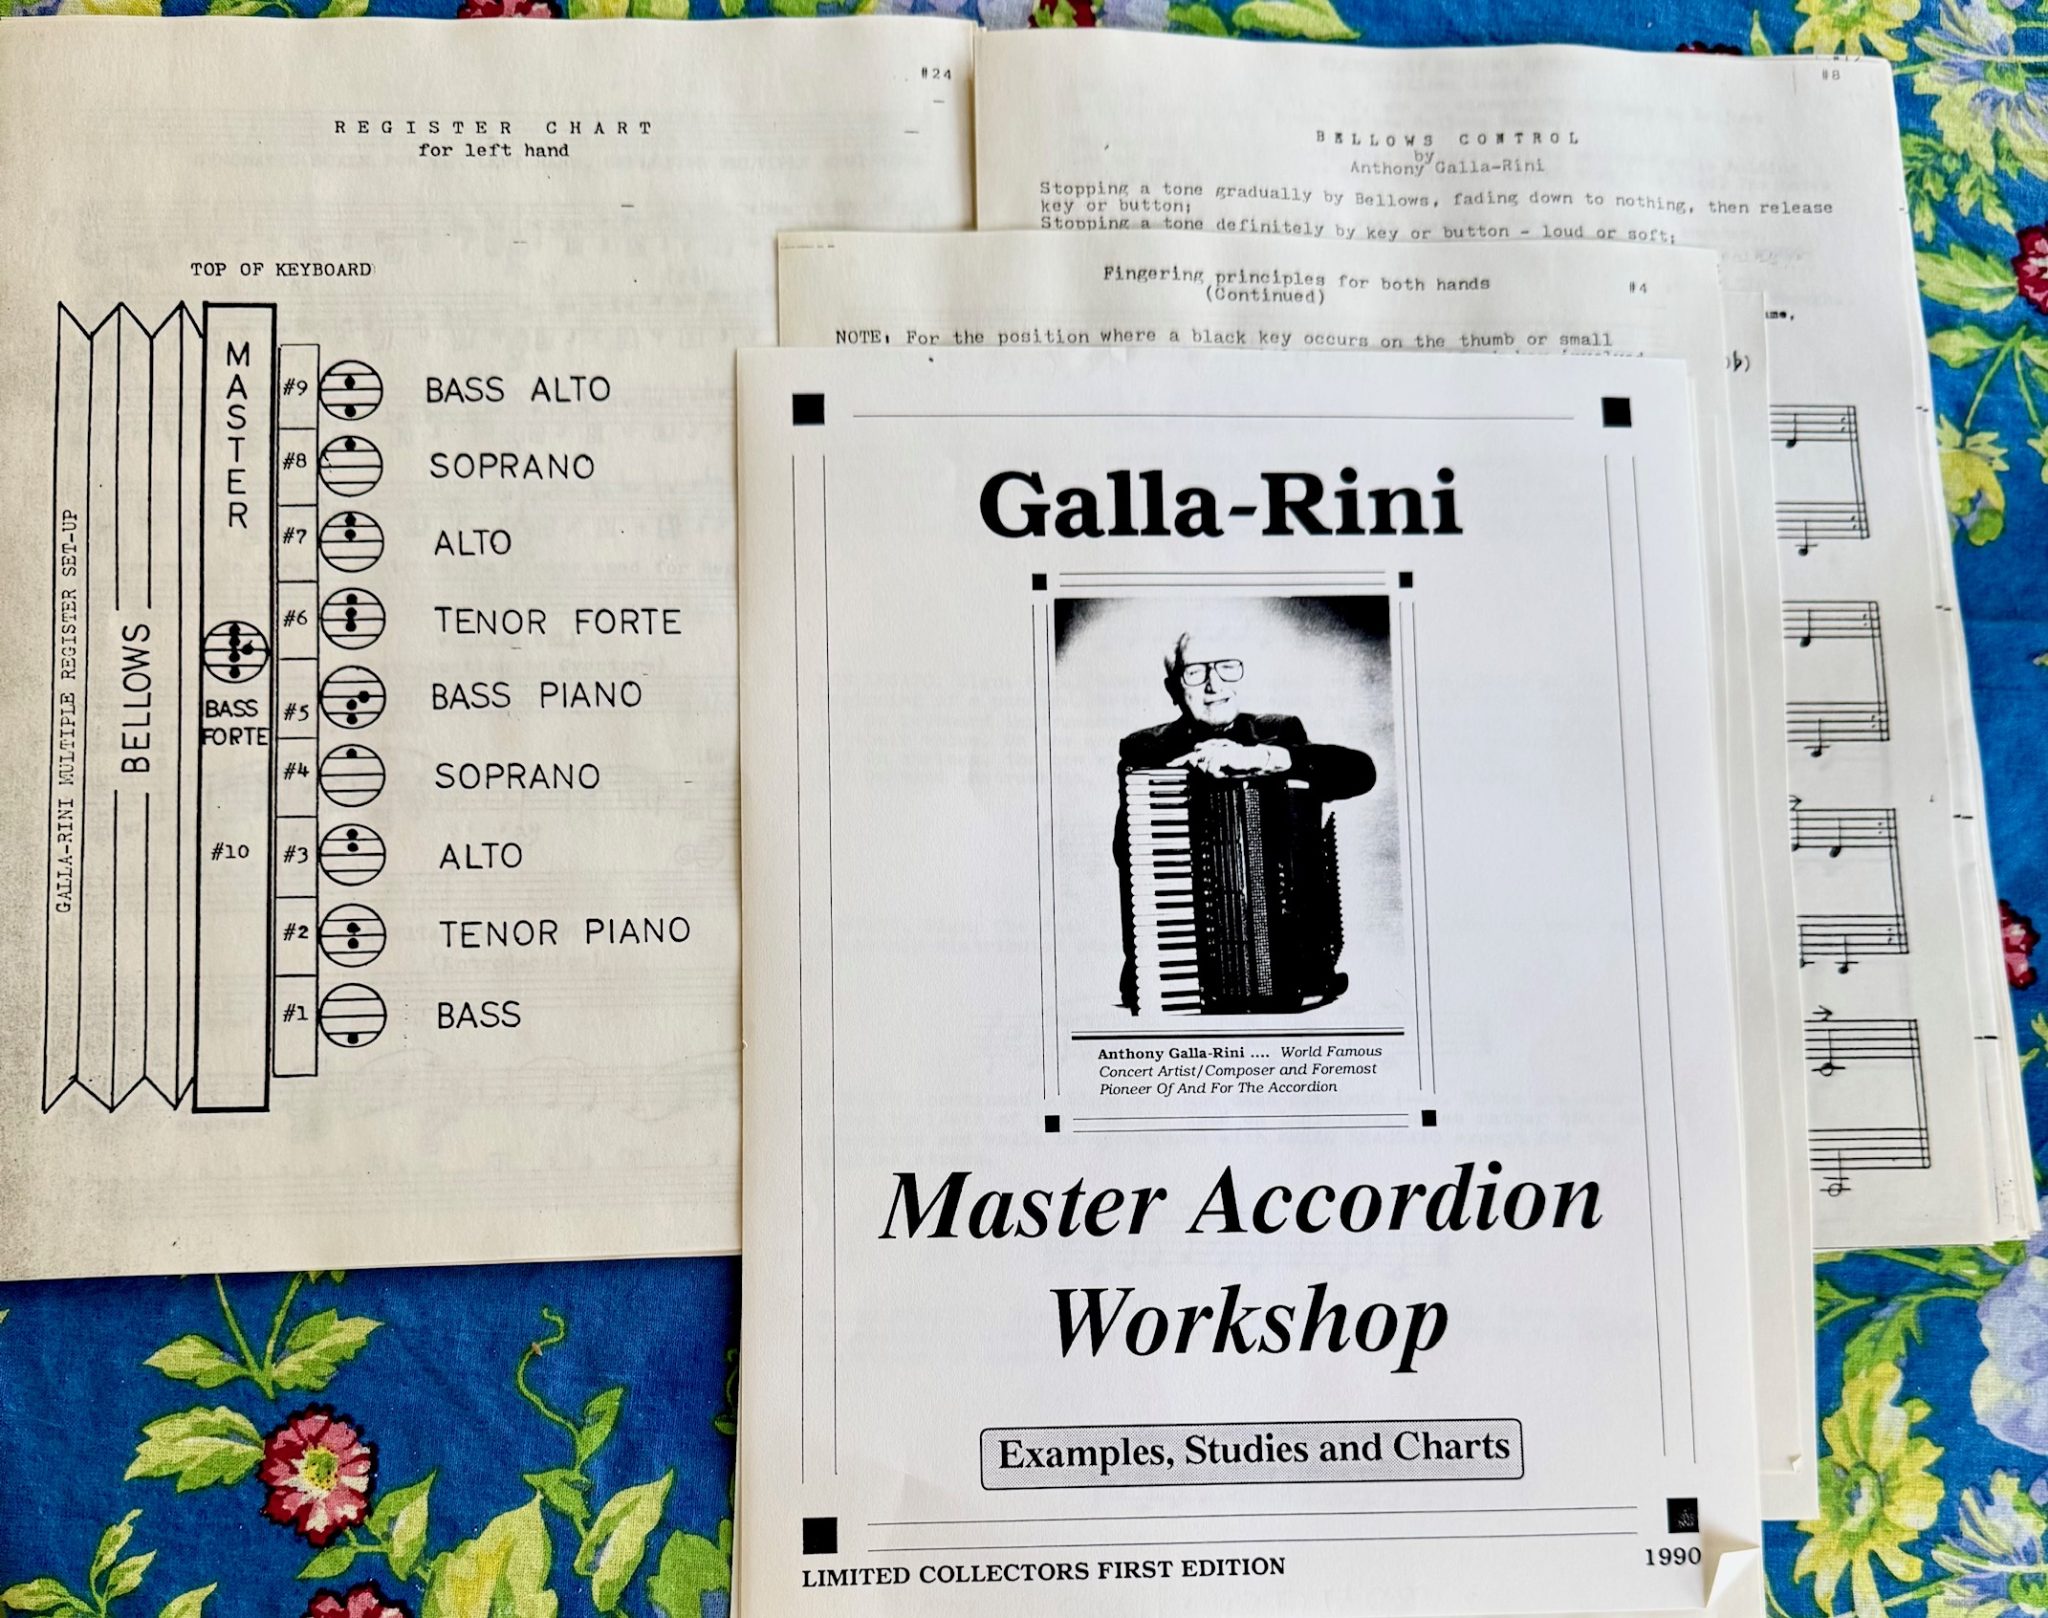 #24
REGISTER CHART
for left hand
TOP OF KEYBOARD
GALLA-RINI MULTIPLE REGISTER SET-UP
BELLOWS
MASTER
BASS
FORTE
#10
#9 BASS ALTO
#8 SOPRANO
#7 ALTO
#6 TENOR FORTE
#5 BASS PIANO
#4 SOPRANO
#3 ALTO
#2 TENOR PIANO
#1 BASS
#8
BELLOWS CONTROL
by
Anthony Galla-Rini
Stopping a tone gradually by Bellows, fading down to nothing, then release
key or button;
Stopping a tone definitely by key or button - loud or soft;
Fingering principles for both hands
(Continued)
#4
NOTE: For the position where a black key occurs on the thumb or small
Galla-Rini
Anthony Galla-Rini .... World Famous
Concert Artist/Composer and Foremost
Pioneer Of And For The Accordion
Master Accordion
Workshop
Examples, Studies and Charts
LIMITED COLLECTORS FIRST EDITION
1990